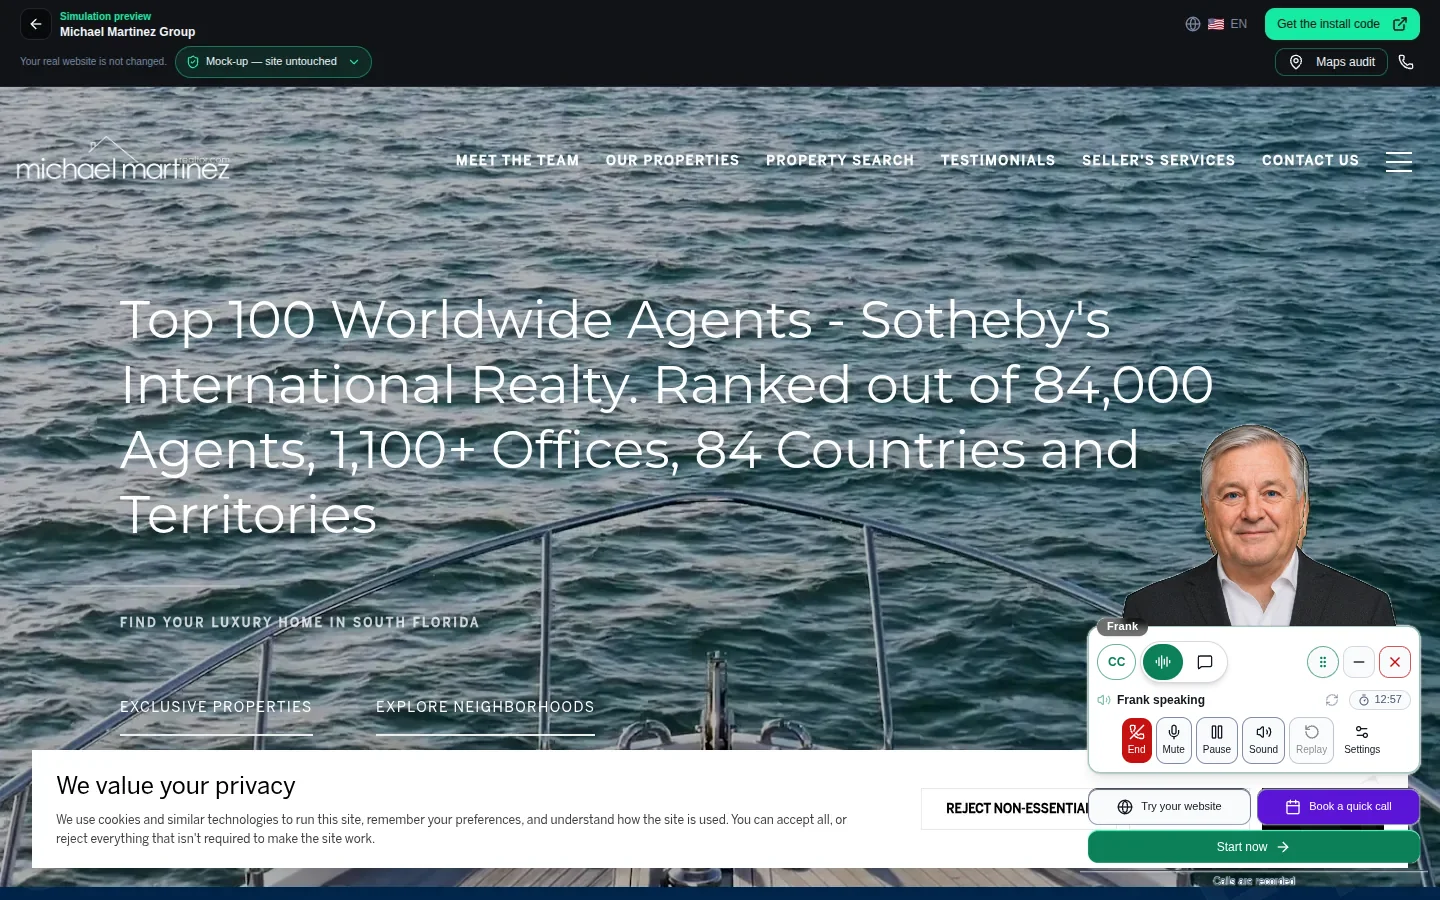 Simulation preview
Michael Martinez Group
EN
Get the install code
Your real website is not changed.
Mock-up — site untouched
Maps audit
michael martinez
realtor.com
MEET THE TEAM
OUR PROPERTIES
PROPERTY SEARCH
TESTIMONIALS
SELLER'S SERVICES
CONTACT US
Top 100 Worldwide Agents - Sotheby's
International Realty. Ranked out of 84,000
Agents, 1,100+ Offices, 84 Countries and
Territories
FIND YOUR LUXURY HOME IN SOUTH FLORIDA
EXCLUSIVE PROPERTIES
EXPLORE NEIGHBORHOODS
Frank
CC
Frank speaking
12:57
End
Mute
Pause
Sound
Replay
Settings
We value your privacy
We use cookies and similar technologies to run this site, remember your preferences, and understand how the site is used. You can accept all, or
reject everything that isn't required to make the site work.
REJECT NON-ESSENTIAL
Try your website
Book a quick call
Start now
Calls are recorded